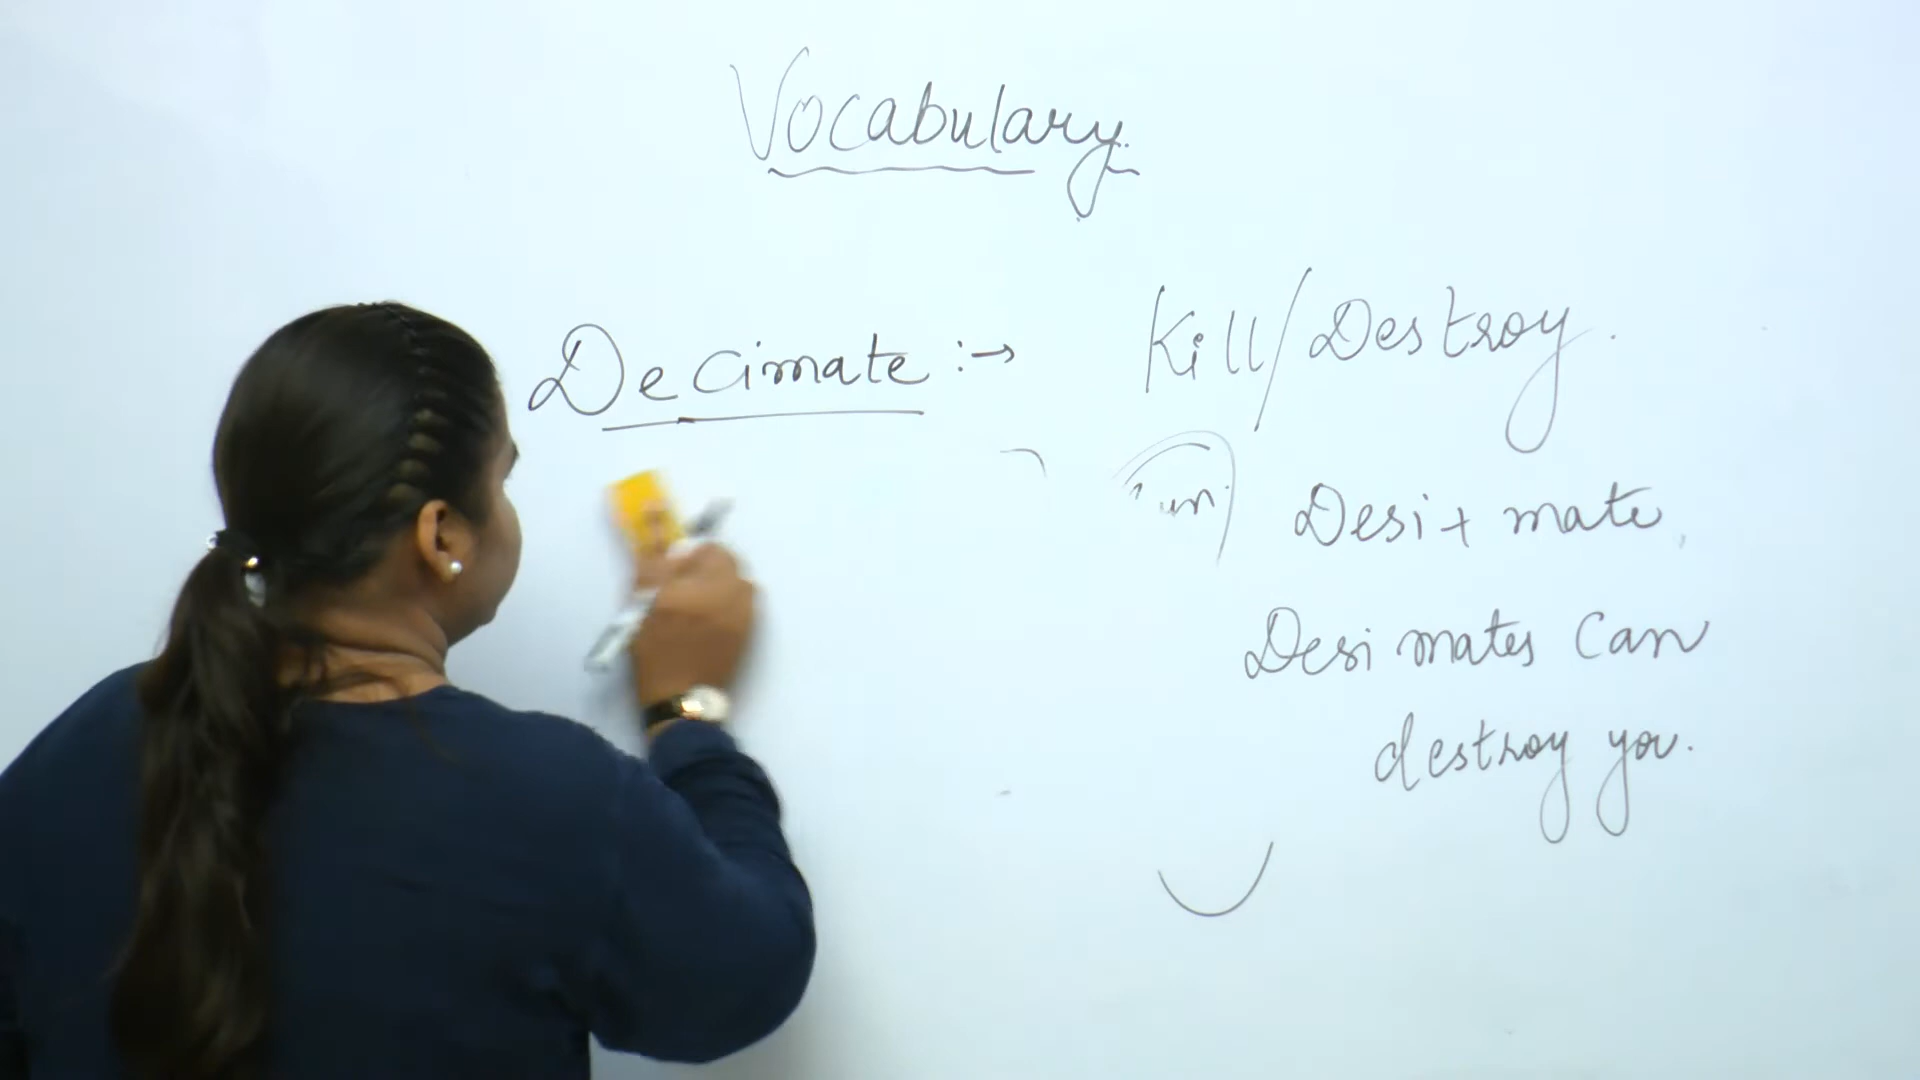 Vocabulary
Decimate :→ Kill/Destroy.
Desi + mate
Desi mates can
destroy you.